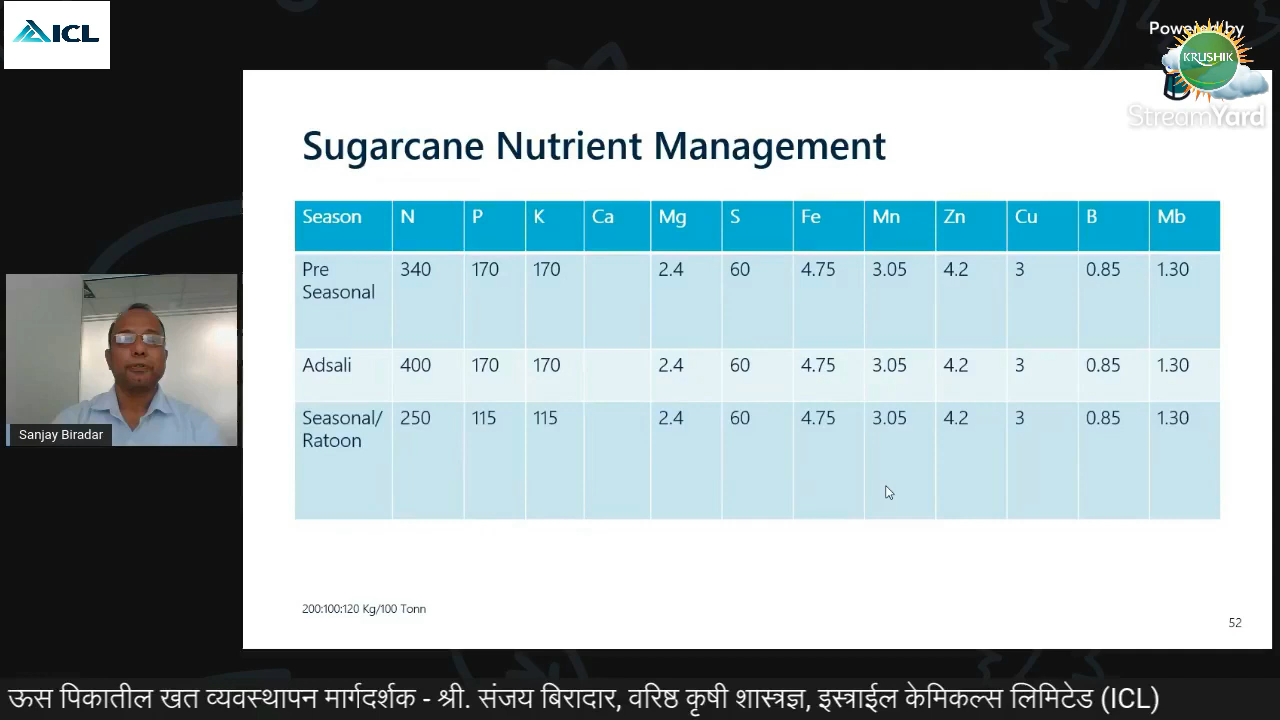 ICL
Powered by
KRUSHIK
StreamYard
Sugarcane Nutrient Management
Season N P K Ca Mg S Fe Mn Zn Cu B Mb
Pre Seasonal 340 170 170 2.4 60 4.75 3.05 4.2 3 0.85 1.30
Adsali 400 170 170 2.4 60 4.75 3.05 4.2 3 0.85 1.30
Seasonal/ Ratoon 250 115 115 2.4 60 4.75 3.05 4.2 3 0.85 1.30
Sanjay Biradar
200:100:120 Kg/100 Tonn
52
ऊस पिकातील खत व्यवस्थापन मार्गदर्शक - श्री. संजय बिरादार, वरिष्ठ कृषी शास्त्रज्ञ, इस्त्राईल केमिकल्स लिमिटेड (ICL)